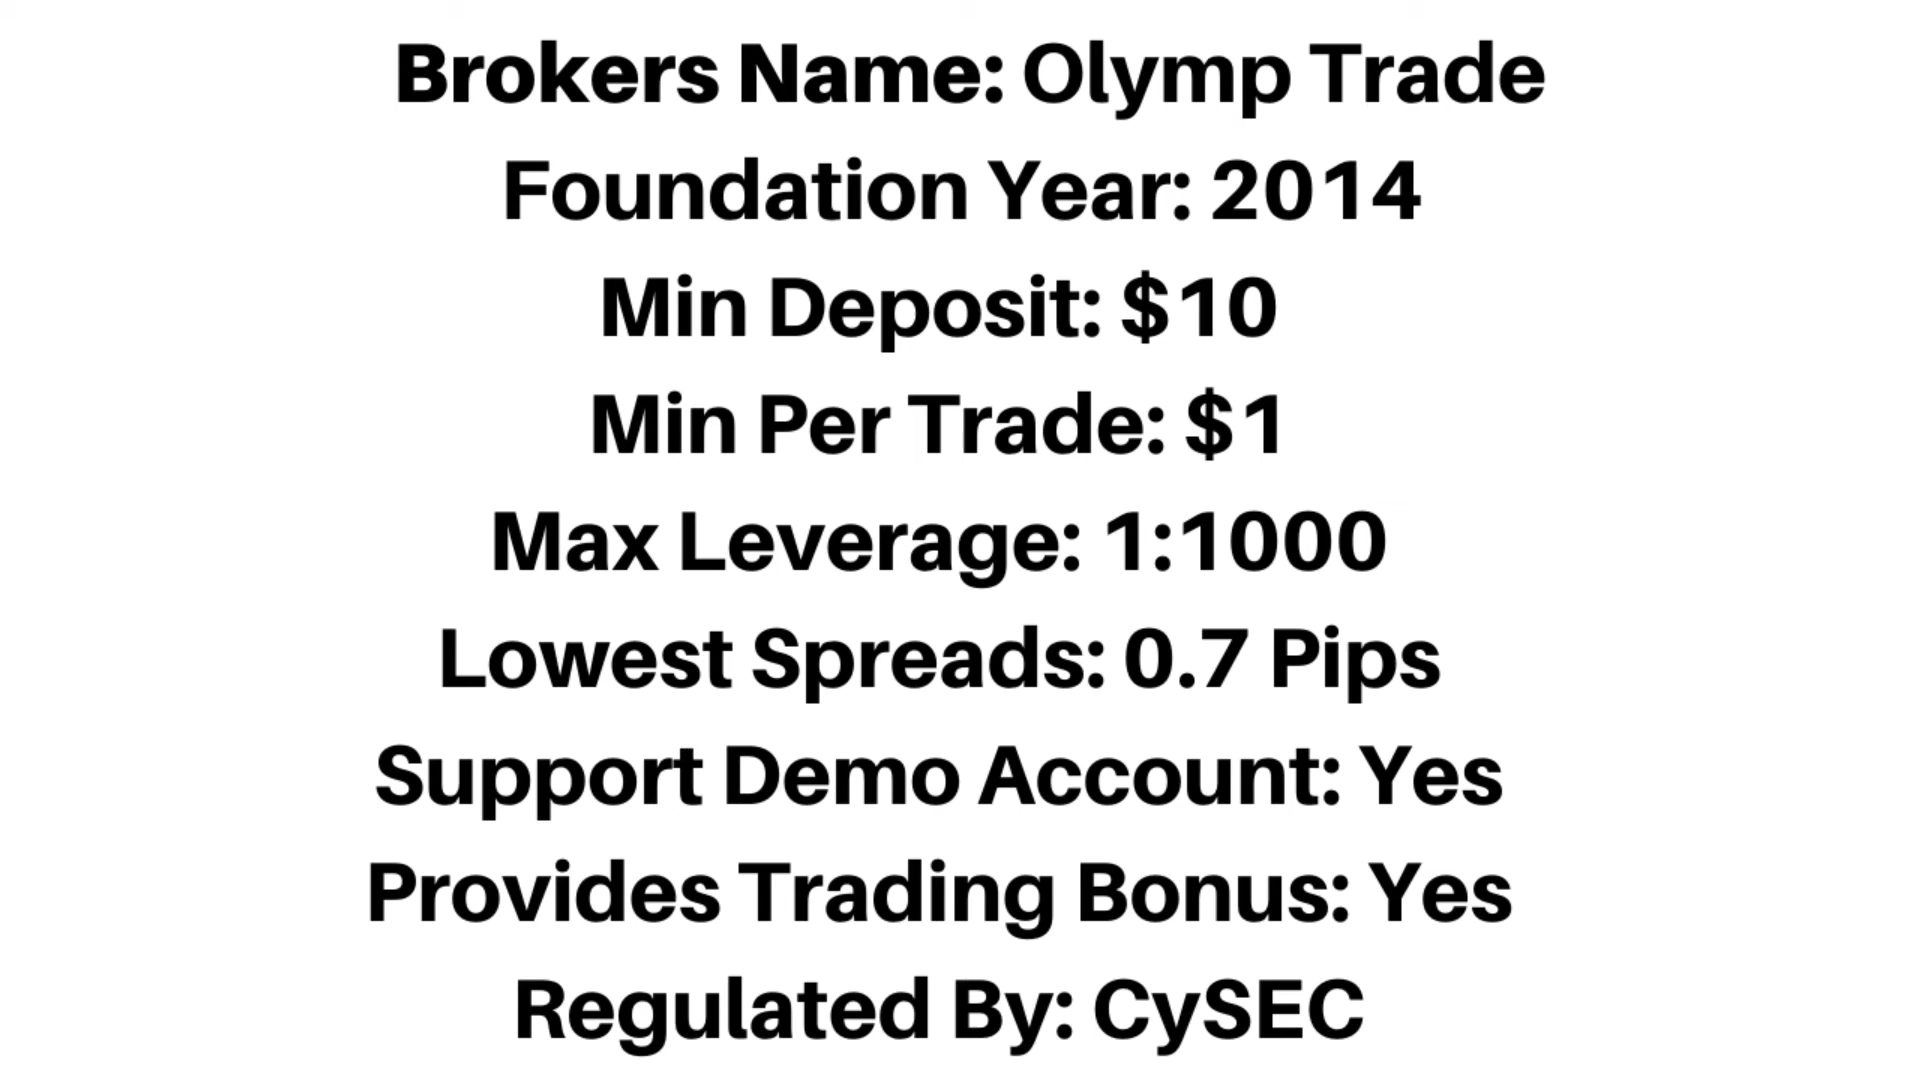 Brokers Name: Olymp Trade
Foundation Year: 2014
Min Deposit: $10
Min Per Trade: $1
Max Leverage: 1:1000
Lowest Spreads: 0.7 Pips
Support Demo Account: Yes
Provides Trading Bonus: Yes
Regulated By: CySEC